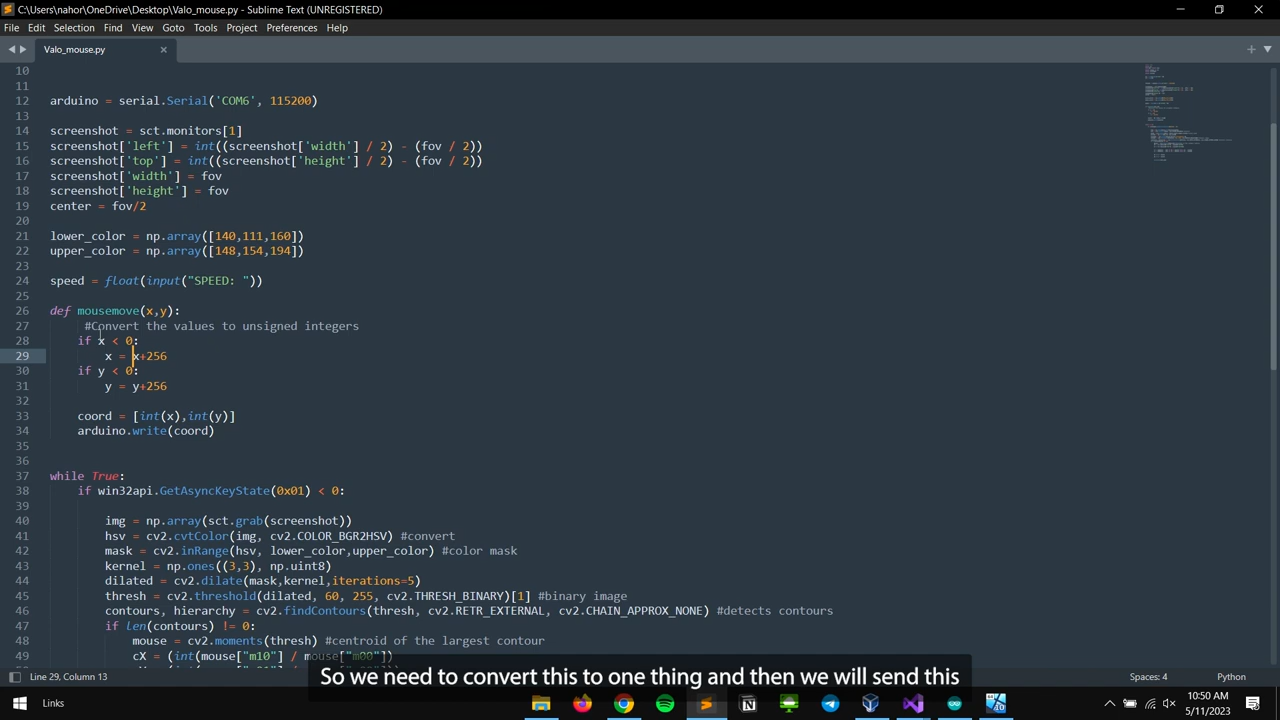 C:\Users\nahor\OneDrive\Desktop\Valo_mouse.py - Sublime Text (UNREGISTERED)
File Edit Selection Find View Goto Tools Project Preferences Help
Valo_mouse.py
10
11
12 arduino = serial.Serial('COM6', 115200)
13
14 screenshot = sct.monitors[1]
15 screenshot['left'] = int((screenshot['width'] / 2) - (fov / 2))
16 screenshot['top'] = int((screenshot['height'] / 2) - (fov / 2))
17 screenshot['width'] = fov
18 screenshot['height'] = fov
19 center = fov/2
20
21 lower_color = np.array([140,111,160])
22 upper_color = np.array([148,154,194])
23
24 speed = float(input("SPEED: "))
25
26 def mousemove(x,y):
27 #Convert the values to unsigned integers
28 if x < 0:
29 x = x+256
30 if y < 0:
31 y = y+256
32
33 coord = [int(x),int(y)]
34 arduino.write(coord)
35
36
37 while True:
38 if win32api.GetAsyncKeyState(0x01) < 0:
39
40 img = np.array(sct.grab(screenshot))
41 hsv = cv2.cvtColor(img, cv2.COLOR_BGR2HSV) #convert
42 mask = cv2.inRange(hsv, lower_color,upper_color) #color mask
43 kernel = np.ones((3,3), np.uint8)
44 dilated = cv2.dilate(mask,kernel,iterations=5)
45 thresh = cv2.threshold(dilated, 60, 255, cv2.THRESH_BINARY)[1] #binary image
46 contours, hierarchy = cv2.findContours(thresh, cv2.RETR_EXTERNAL, cv2.CHAIN_APPROX_NONE) #detects contours
47 if len(contours) != 0:
48 mouse = cv2.moments(thresh) #centroid of the largest contour
49 cX = (int(mouse["m10"] / mouse["m00"])
So we need to convert this to one thing and then we will send this
Line 29, Column 13 Spaces: 4 Python
Links 10:50 AM
5/11/2023